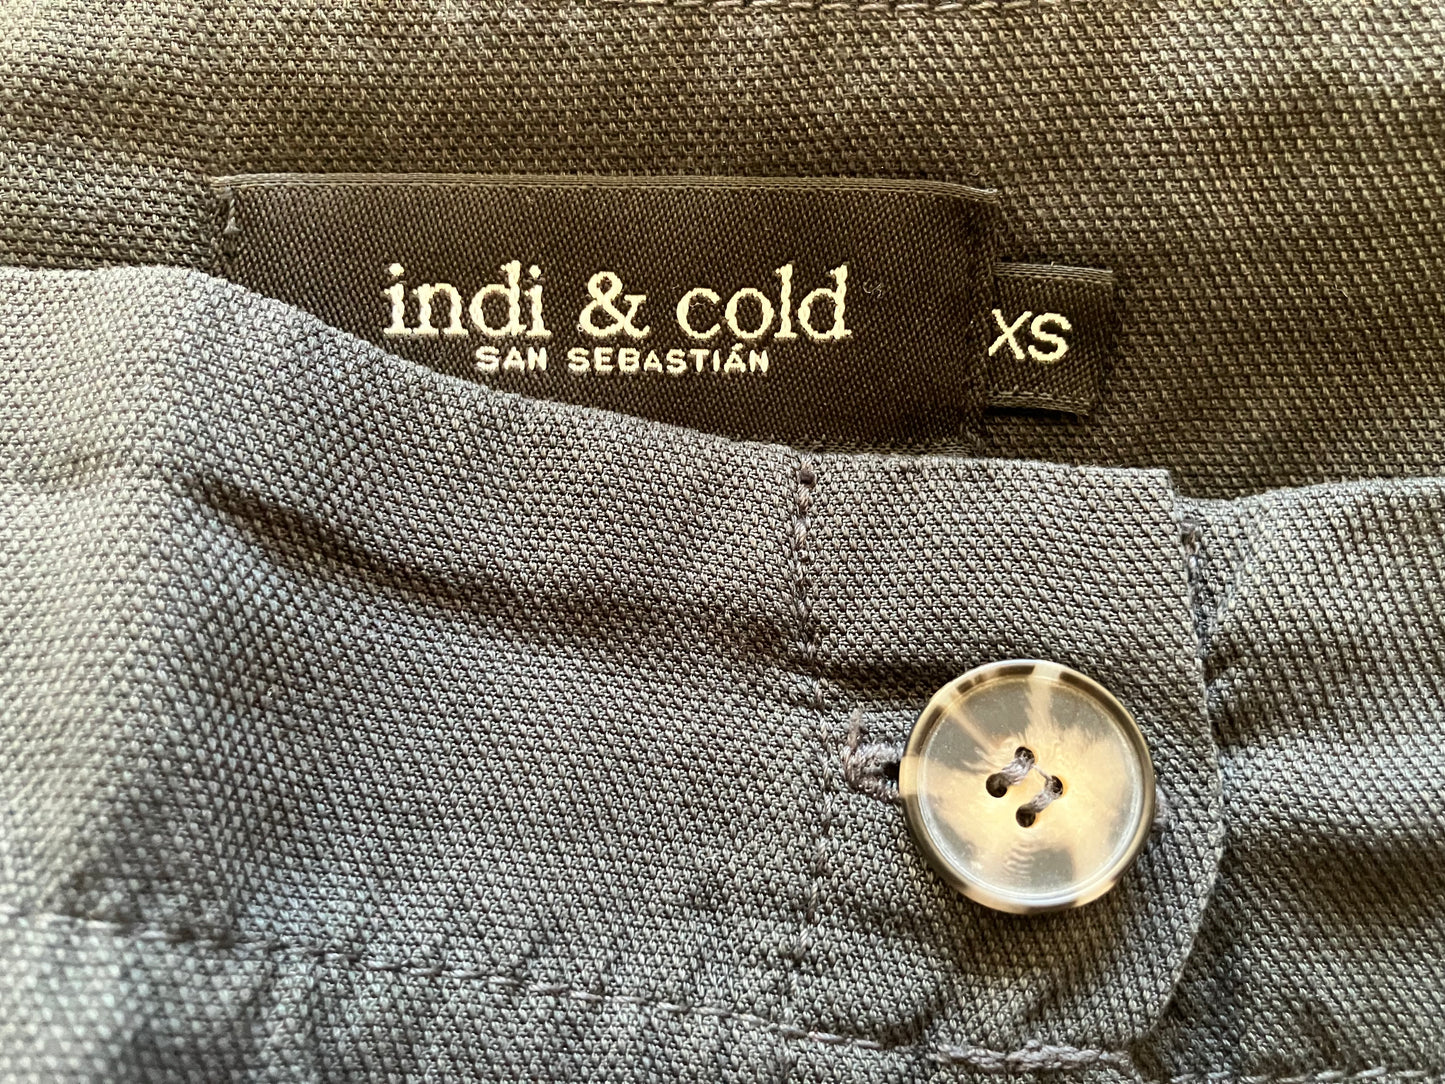 indi & cold
SAN SEBASTIÁN
XS